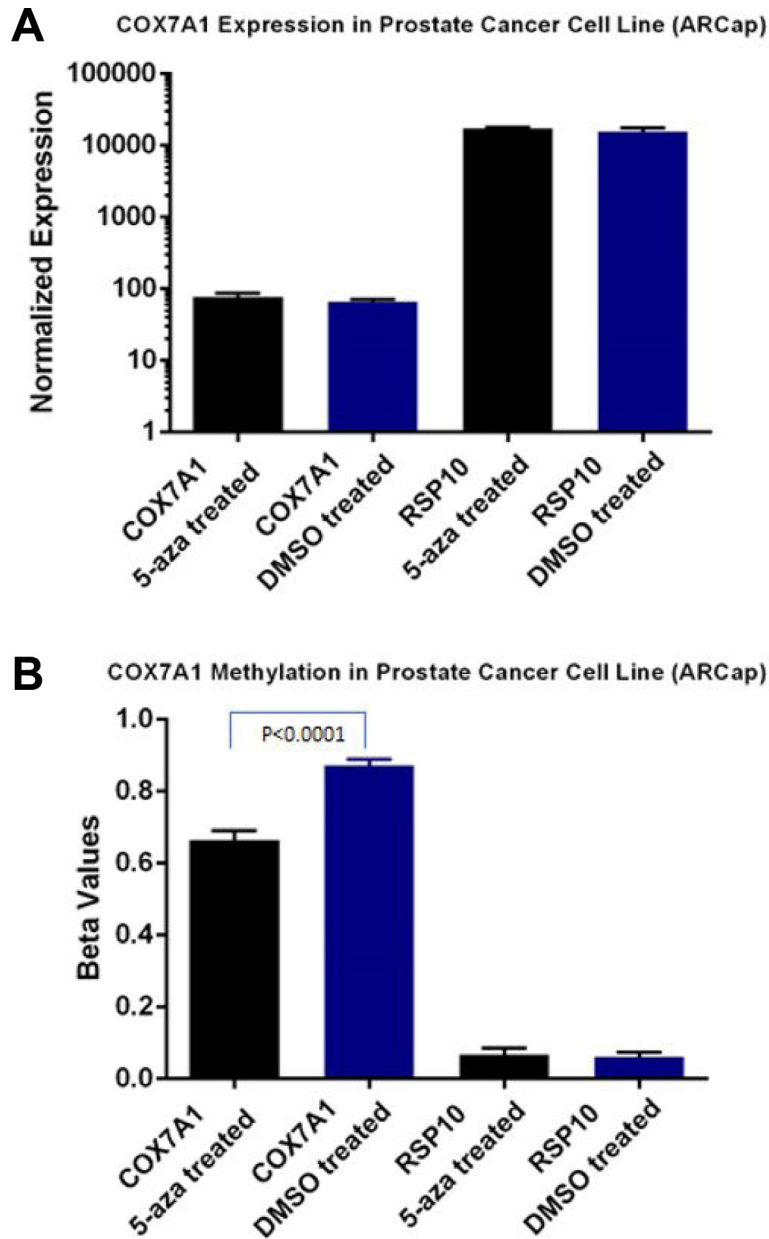 A
COX7A1 Expression in Prostate Cancer Cell Line (ARCap)
Normalized Expression
100000
10000
1000
100
10
1
COX7A1
5-aza treated
COX7A1
DMSO treated
RSP10
5-aza treated
RSP10
DMSO treated
B
COX7A1 Methylation in Prostate Cancer Cell Line (ARCap)
Beta Values
1.0
0.8
0.6
0.4
0.2
0.0
P<0.0001
COX7A1
5-aza treated
COX7A1
DMSO treated
RSP10
5-aza treated
RSP10
DMSO treated